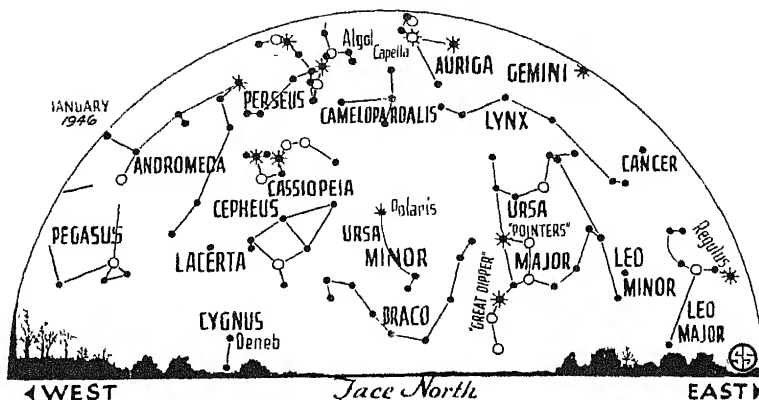 Algol
Capella
AURIGA
GEMINI
JANUARY
1946
PERSEUS
CAMELOPARDALIS
LYNX
ANDROMEDA
CANCER
CASSIOPEIA
CEPHEUS
Polaris
URSA
"POINTERS"
MAJOR
PEGASUS
URSA
MINOR
Regulus
LACERTA
LEO
MINOR
"GREAT DIPPER"
CYGNUS
Deneb
DRACO
LEO
MAJOR
WEST
Face North
EAST